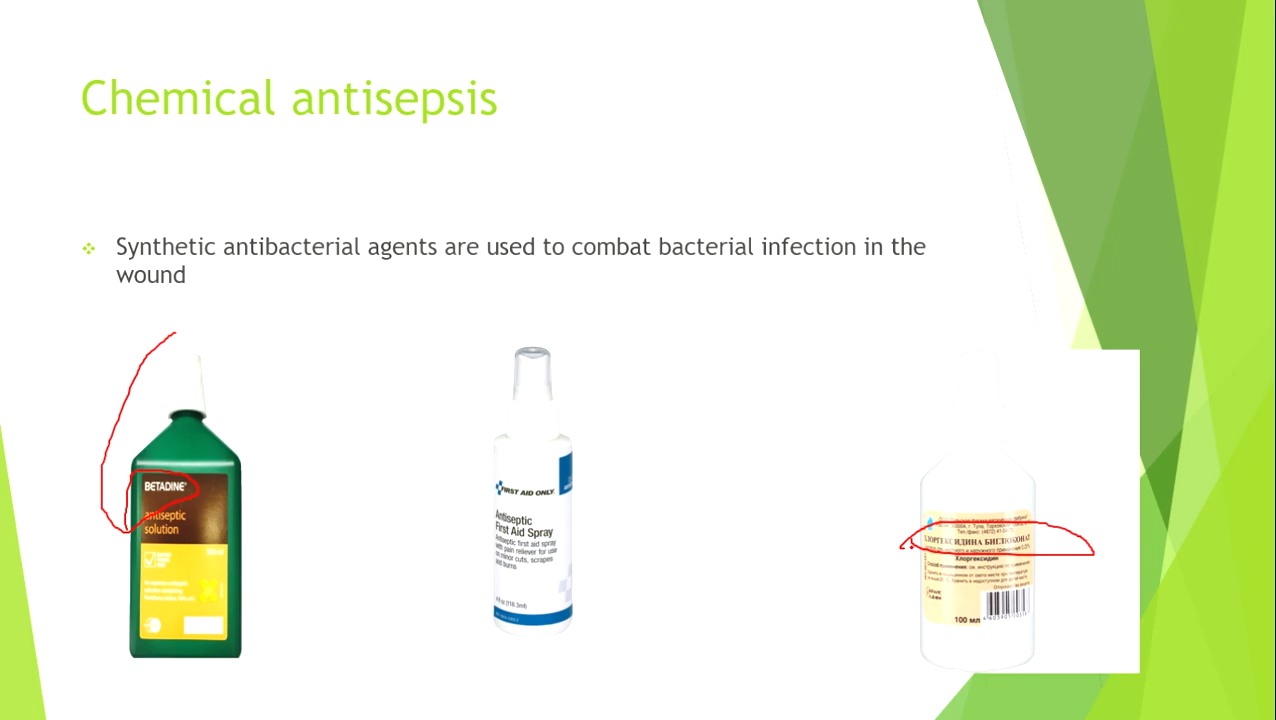 Chemical antisepsis
Synthetic antibacterial agents are used to combat bacterial infection in the
wound
BETADINE
antiseptic
solution
FIRST AID ONLY
Antiseptic
First Aid Spray
Antiseptic first aid spray
with pain reliever for use
on minor cuts, scrapes
and burns
ХЛОРГЕКСИДИНА БИГЛЮКОНАТ
Хлоргексидин
100 мл